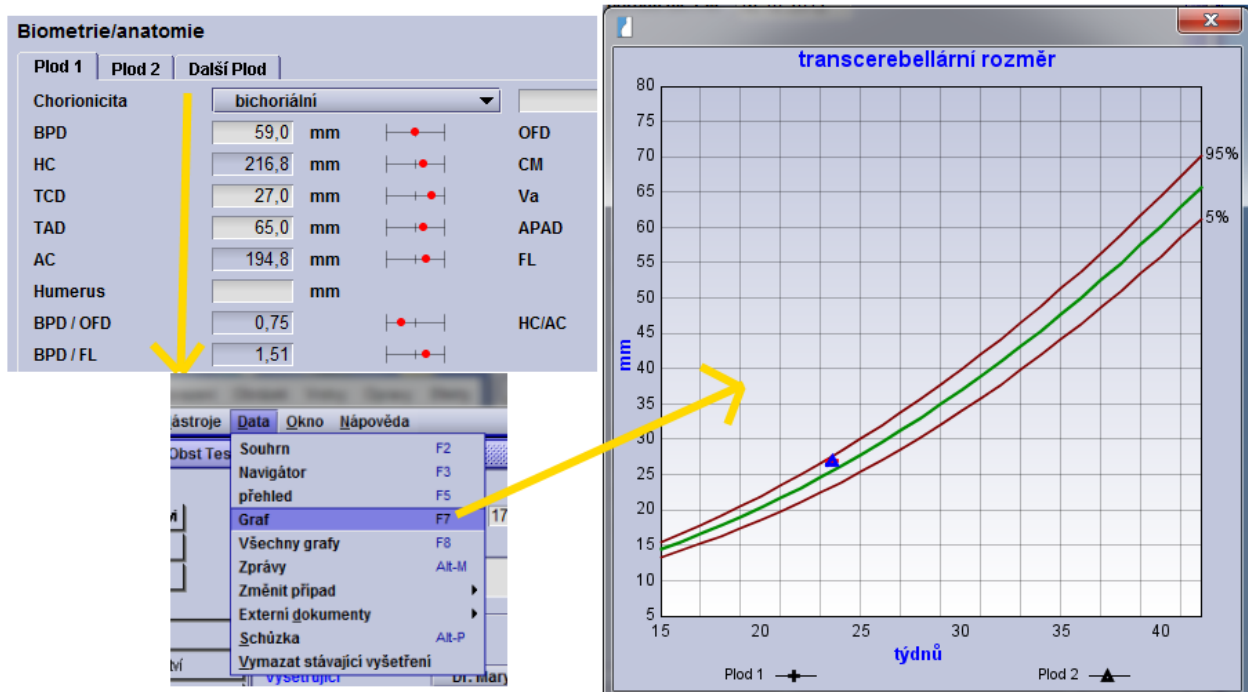 Biometrie/anatomie
Plod 1 Plod 2 Další Plod
Chorionicita bichoriální
BPD 59,0 mm OFD
HC 216,8 mm CM
TCD 27,0 mm Va
TAD 65,0 mm APAD
AC 194,8 mm FL
Humerus mm
BPD / OFD 0,75 HC/AC
BPD / FL 1,51
ástroje Data Okno Nápověda
Obst Tes
Souhrn F2
Navigátor F3
přehled F5
Graf F7
17
Všechny grafy F8
Zprávy Alt-M
Změnit případ
Externí dokumenty
Schůzka Alt-P
Vymazat stávající vyšetření
Vyšetřující Dr. Mary
transcerebellární rozměr
80
75
70
65
60
55
50
45
40
35
30
25
20
15
10
5
mm
95%
5%
15 20 25 30 35 40
týdnů
Plod 1 Plod 2